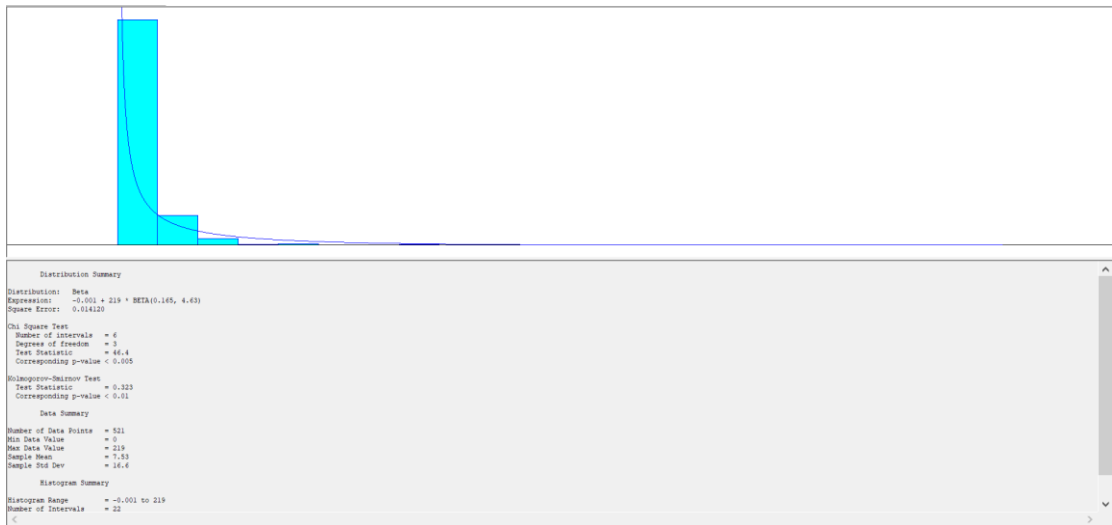 Distribution Summary
Distribution: Beta
Expression: -0.001 + 219 * BETA(0.165, 4.63)
Square Error: 0.014120
Chi Square Test
Number of intervals = 6
Degrees of freedom = 3
Test Statistic = 46.4
Corresponding p-value < 0.005
Kolmogorov-Smirnov Test
Test Statistic = 0.323
Corresponding p-value < 0.01
Data Summary
Number of Data Points = 521
Min Data Value = 0
Max Data Value = 219
Sample Mean = 7.53
Sample Std Dev = 16.6
Histogram Summary
Histogram Range = -0.001 to 219
Number of Intervals = 22